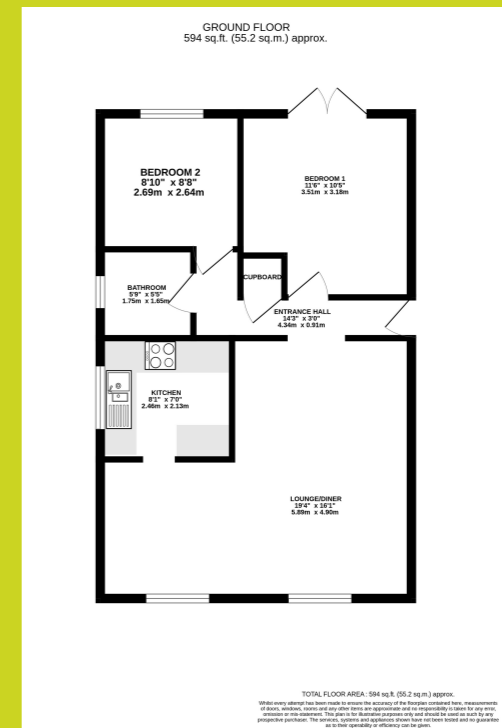 GROUND FLOOR
594 sq.ft. (55.2 sq.m.) approx.
BEDROOM 2
8'10" x 8'8"
2.69m x 2.64m
BEDROOM 1
11'6" x 10'5"
3.51m x 3.18m
CUPBOARD
BATHROOM
5'9" x 5'5"
1.75m x 1.65m
ENTRANCE HALL
14'3" x 3'0"
4.34m x 0.91m
KITCHEN
8'1" x 7'0"
2.46m x 2.13m
LOUNGE/DINER
19'4" x 16'1"
5.89m x 4.90m
TOTAL FLOOR AREA : 594 sq.ft. (55.2 sq.m.) approx.
Whilst every attempt has been made to ensure the accuracy of the floorplan contained here, measurements
of doors, windows, rooms and any other items are approximate and no responsibility is taken for any error,
omission or mis-statement. This plan is for illustrative purposes only and should be used as such by any
prospective purchaser. The services, systems and appliances shown have not been tested and no guarantee
as to their operability or efficiency can be given.